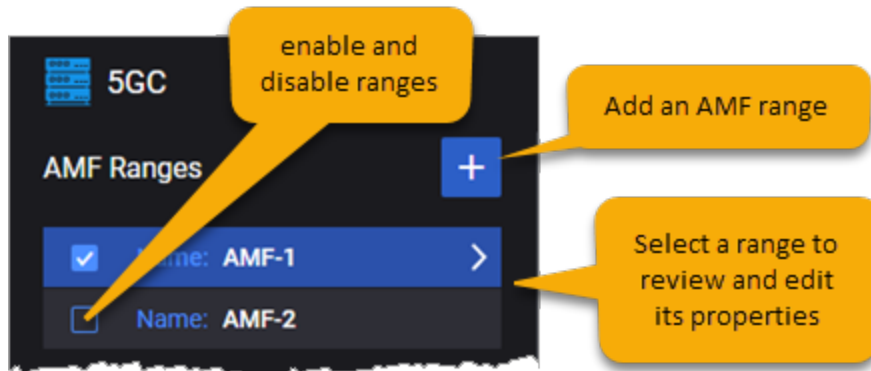 enable and
disable ranges
5GC
Add an AMF range
AMF Ranges
Select a range to
review and edit
its properties
Name: AMF-1
Name: AMF-2